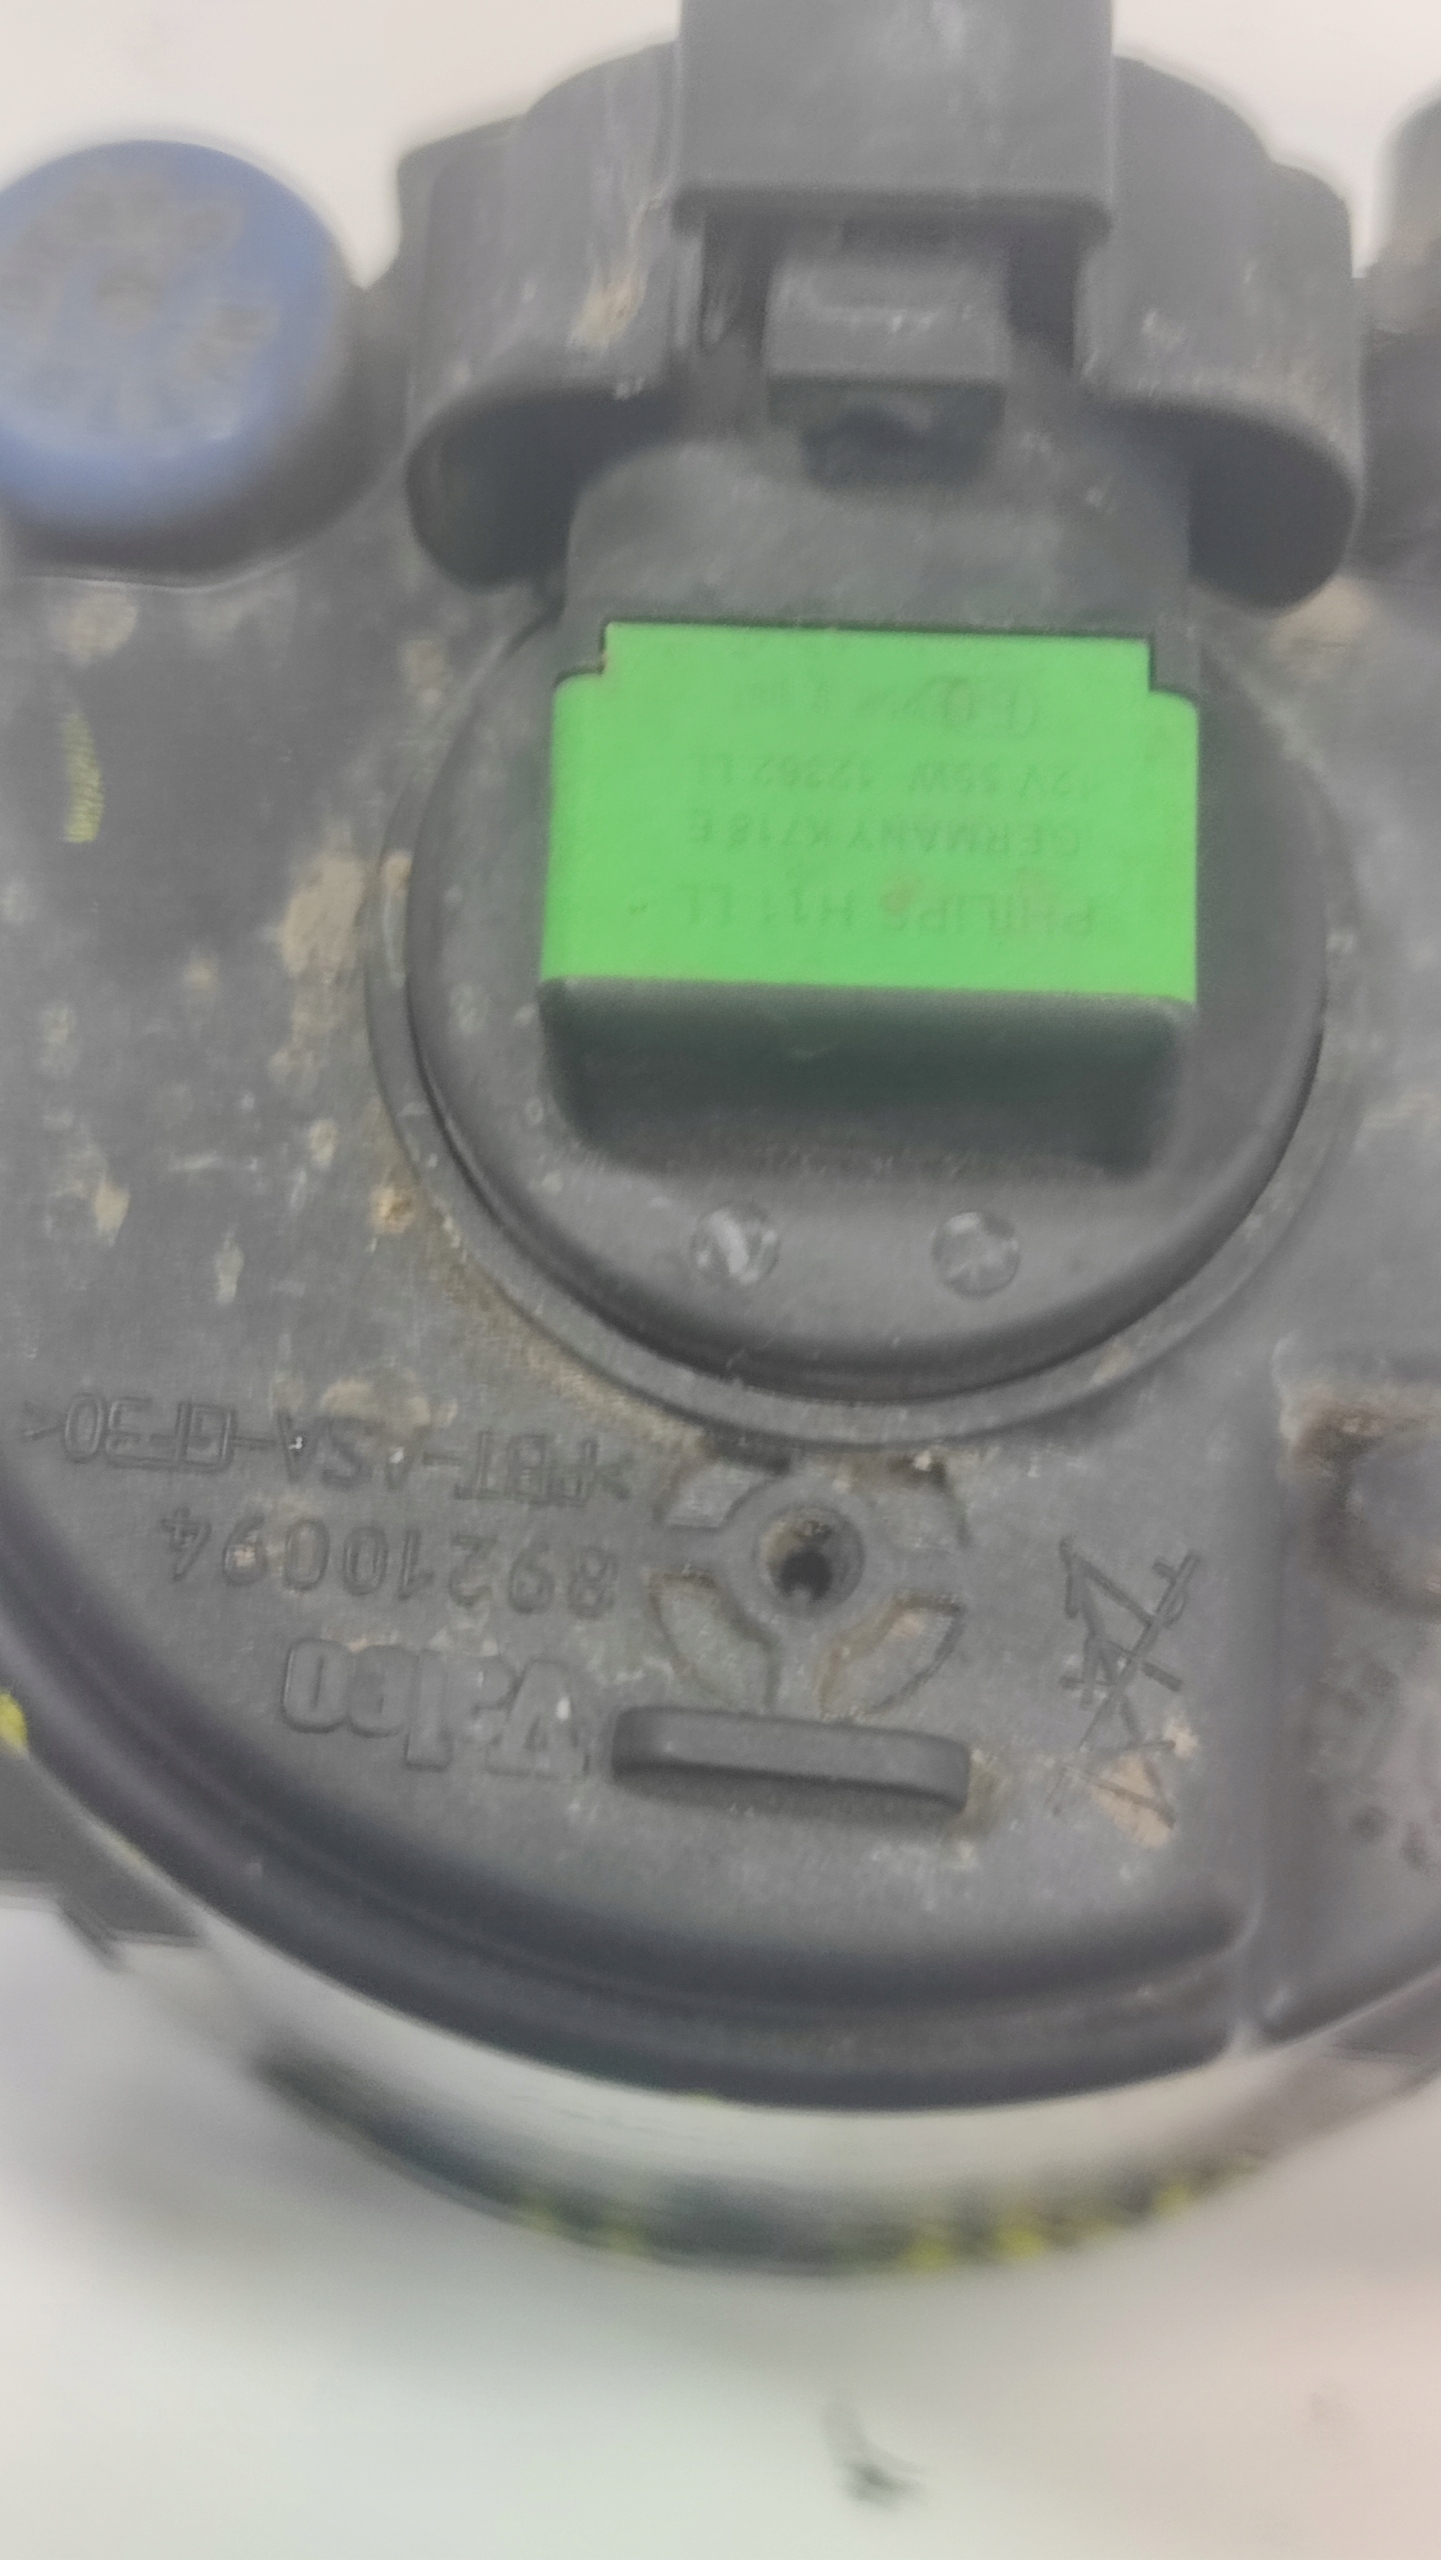 PHILIPS H11 LL
GERMANY K718 E
12V 55W 12362 LL
Valeo
89210094
>PBT-ASA-GF30<